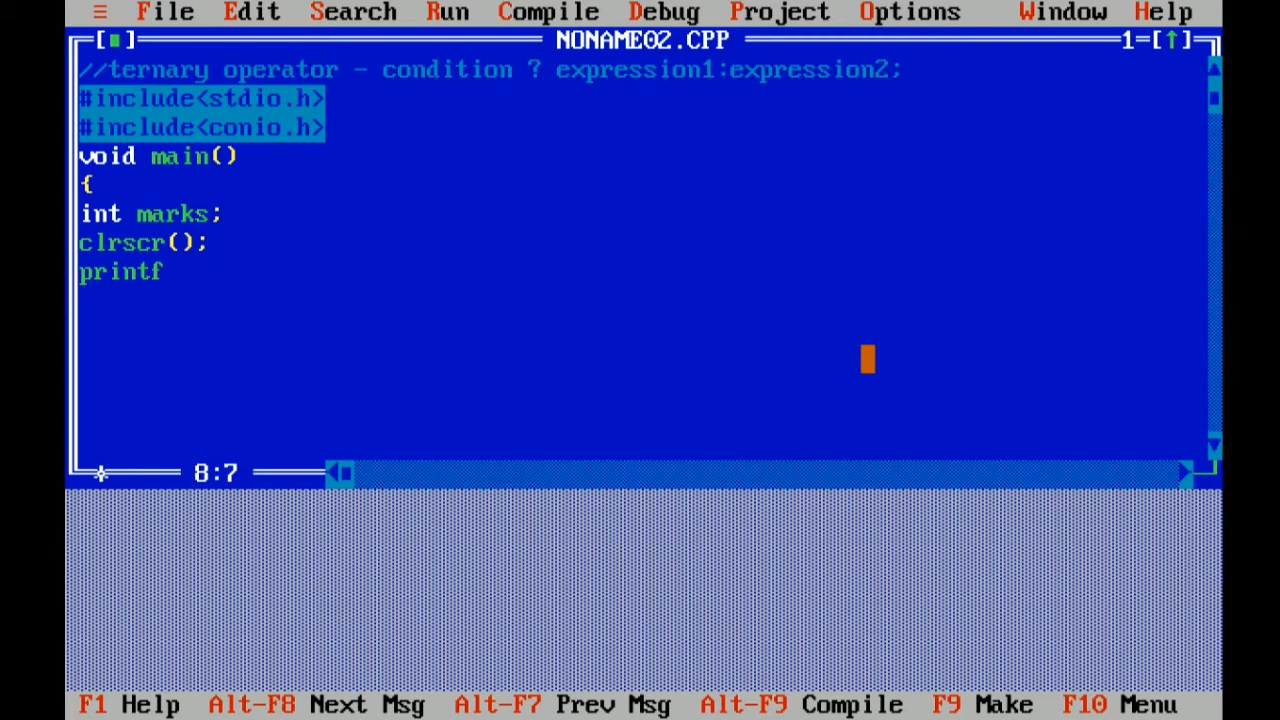 ≡ File Edit Search Run Compile Debug Project Options Window Help
[■] NONAME02.CPP 1=[↑]
//ternary operator - condition ? expression1:expression2;
#include<stdio.h>
#include<conio.h>
void main()
{
int marks;
clrscr();
printf
8:7
F1 Help Alt-F8 Next Msg Alt-F7 Prev Msg Alt-F9 Compile F9 Make F10 Menu